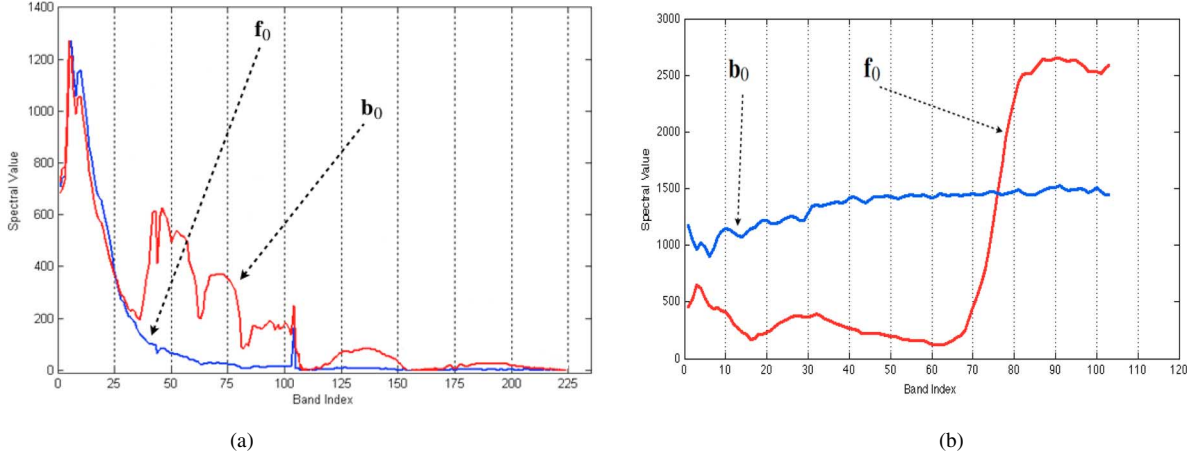 1400
1200
1000
800
600
400
200
0
Spectral Value
f₀
b₀
0 25 50 75 100 125 150 175 200 225
Band Index
(a)
3000
2500
2000
1500
1000
500
0
Spectral Value
b₀
f₀
0 10 20 30 40 50 60 70 80 90 100 110 120
Band Index
(b)